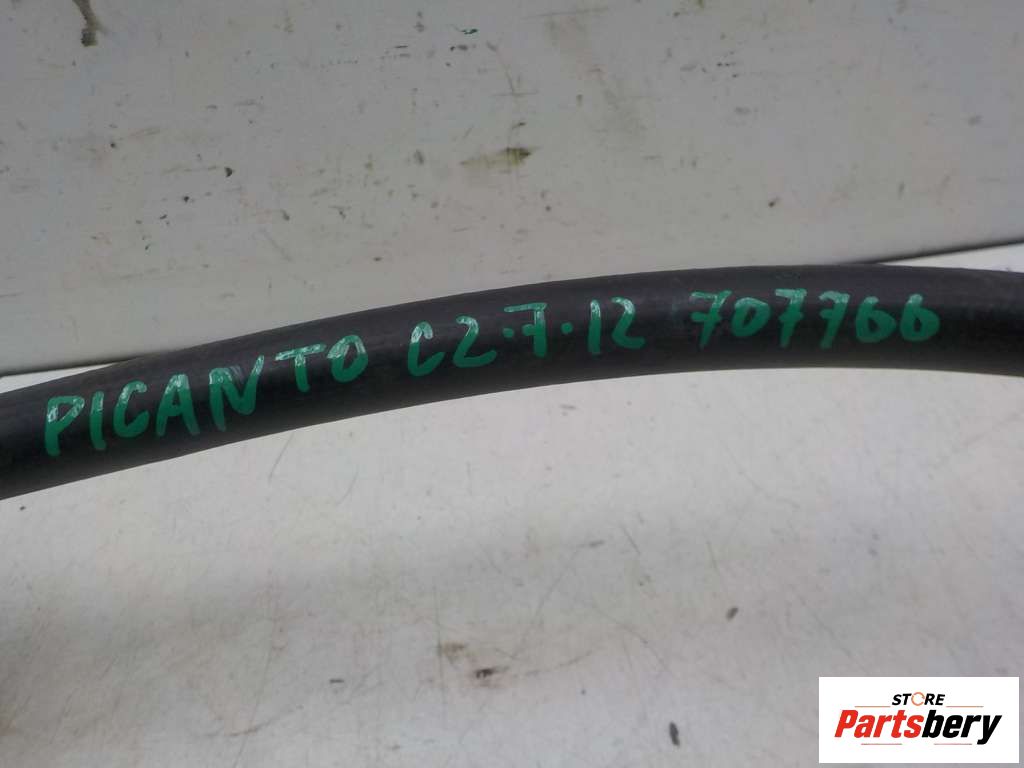 PICANTO C2.7.12 707766
STORE
Partsbery